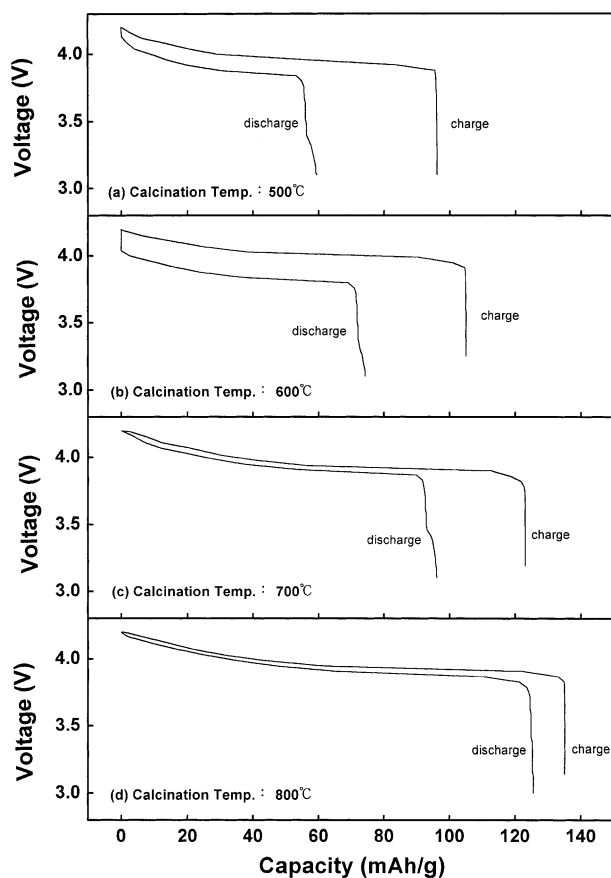 Voltage (V)
4.0
3.5
3.0
discharge
charge
(a) Calcination Temp. : 500℃
Voltage (V)
4.0
3.5
3.0
discharge
charge
(b) Calcination Temp. : 600℃
Voltage (V)
4.0
3.5
3.0
discharge
charge
(c) Calcination Temp. : 700℃
Voltage (V)
4.0
3.5
3.0
discharge
charge
(d) Calcination Temp. : 800℃
0 20 40 60 80 100 120 140
Capacity (mAh/g)